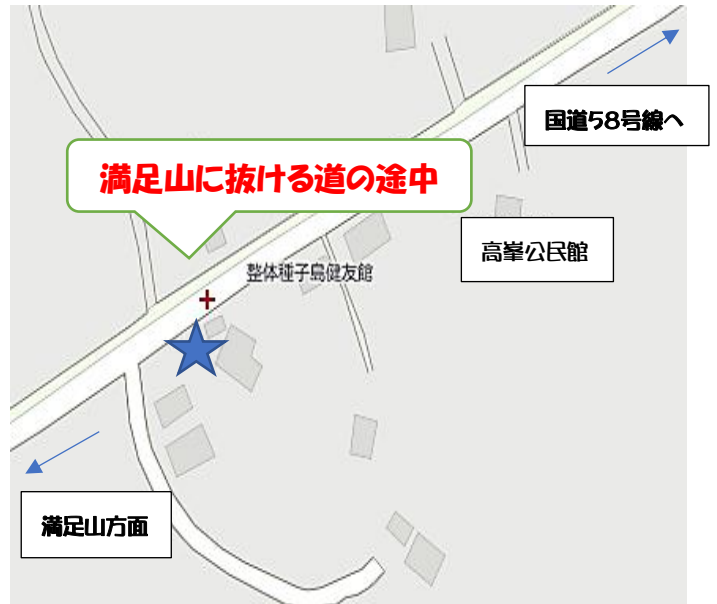 国道58号線へ
満足山に抜ける道の途中
高峯公民館
整体種子島健友館
満足山方面